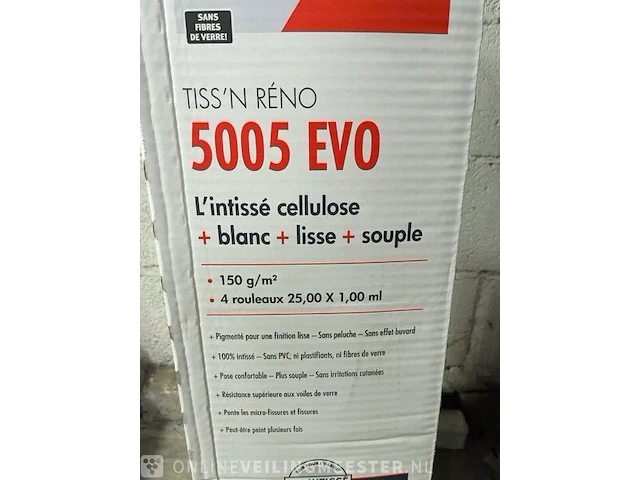 SANS
FIBRES
DE VERRE!
TISS'N RÉNO
5005 EVO
L'intissé cellulose
+ blanc + lisse + souple
• 150 g/m²
• 4 rouleaux 25,00 X 1,00 ml
+ Pigmenté pour une finition lisse – Sans peluche – Sans effet buvard
+ 100% intissé – Sans PVC, ni plastifiants, ni fibres de verre
+ Pose confortable – Plus souple – Sans irritations cutanées
+ Résistance supérieure aux voiles de verre
+ Ponte les micro-fissures et fissures
+ Peut-être peint plusieurs fois
INTISSÉ
ONLINEVEILINGMEESTER.NL